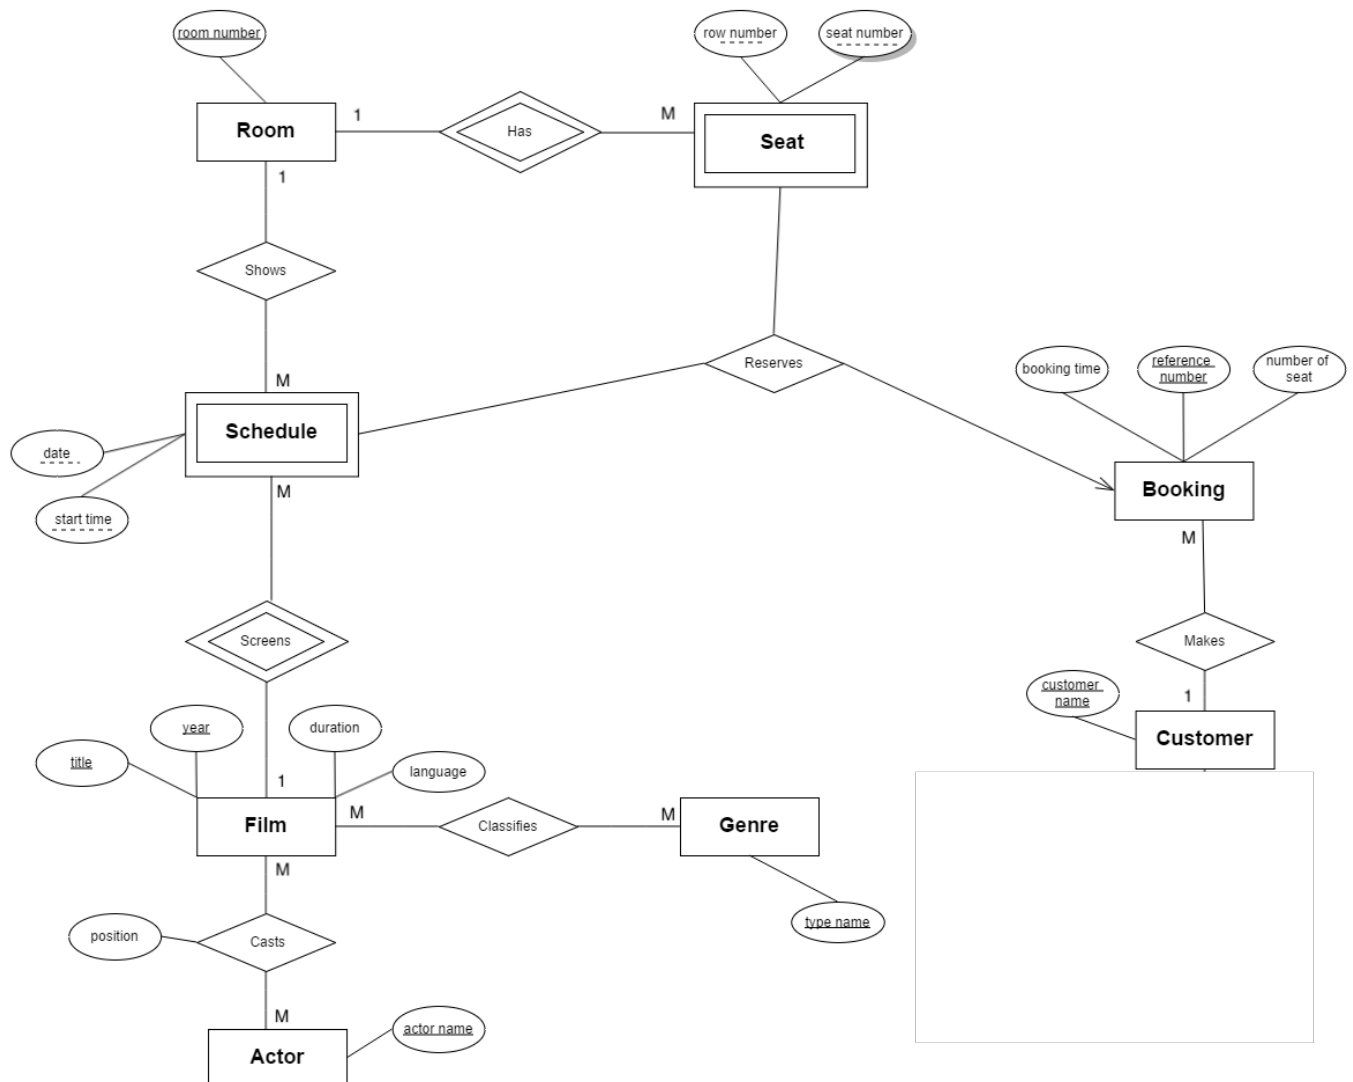 room number
row number
seat number
1
M
Room
Has
Seat
1
Shows
Reserves
M
booking time
reference
number
number of
seat
Schedule
date
M
start time
Booking
M
Screens
Makes
customer
name
1
year
duration
Customer
title
language
1
M
M
Film
Classifies
Genre
M
type name
position
Casts
M
actor name
Actor